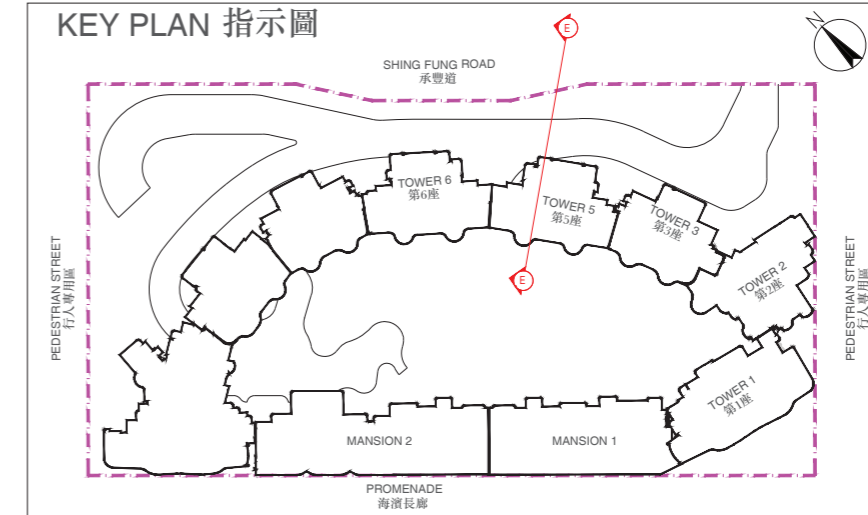 KEY PLAN 指示圖
N
E
SHING FUNG ROAD
承豐道
TOWER 6
第6座
TOWER 5
第5座
TOWER 3
第3座
TOWER 2
第2座
TOWER 1
第1座
E
PEDESTRIAN STREET
行人專用區
PEDESTRIAN STREET
行人專用區
MANSION 2
MANSION 1
PROMENADE
海濱長廊